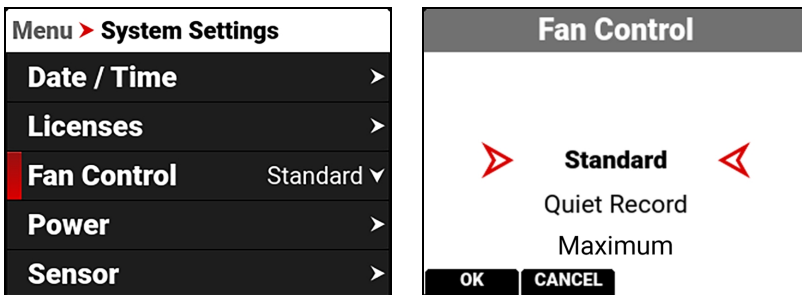 Menu System Settings
Date / Time
Licenses
Fan Control Standard
Power
Sensor
Fan Control
Standard
Quiet Record
Maximum
OK CANCEL